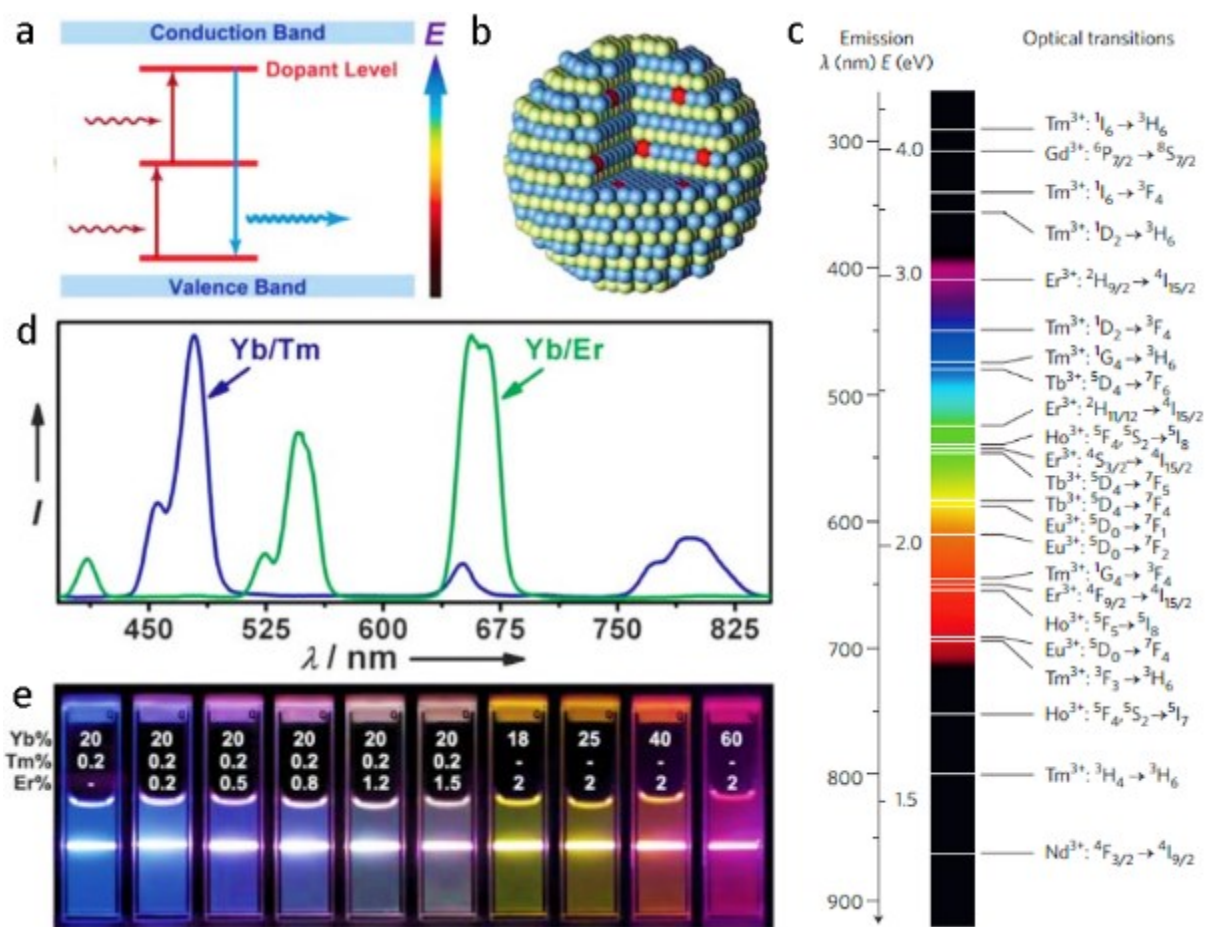 a
Conduction Band
E
Dopant Level
Valence Band
b
c
Emission
λ (nm) E (eV)
Optical transitions
300
4.0
400
3.0
500
600
2.0
700
800
1.5
900
Tm³⁺: ¹I₆ → ³H₆
Gd³⁺: ⁶P₇/₂ → ⁸S₇/₂
Tm³⁺: ¹I₆ → ³F₄
Tm³⁺: ¹D₂ → ³H₆
Er³⁺: ²H₉/₂ → ⁴I₁₅/₂
Tm³⁺: ¹D₂ → ³F₄
Tm³⁺: ¹G₄ → ³H₆
Tb³⁺: ⁵D₄ → ⁷F₆
Er³⁺: ²H₁₁/₁₂ → ⁴I₁₅/₂
Ho³⁺: ⁵F₄, ⁵S₂ → ⁵I₈
Er³⁺: ⁴S₃/₂ → ⁴I₁₅/₂
Tb³⁺: ⁵D₄ → ⁷F₅
Tb³⁺: ⁵D₄ → ⁷F₄
Eu³⁺: ⁵D₀ → ⁷F₁
Eu³⁺: ⁵D₀ → ⁷F₂
Tm³⁺: ¹G₄ → ³F₄
Er³⁺: ⁴F₉/₂ → ⁴I₁₅/₂
Ho³⁺: ⁵F₅ → ⁵I₈
Eu³⁺: ⁵D₀ → ⁷F₄
Tm³⁺: ³F₃ → ³H₆
Ho³⁺: ⁵F₄, ⁵S₂ → ⁵I₇
Tm³⁺: ³H₄ → ³H₆
Nd³⁺: ⁴F₃/₂ → ⁴I₉/₂
d
Yb/Tm
Yb/Er
I
450 525 600 675 750 825
λ / nm
e
Yb% 20 20 20 20 20 20 18 25 40 60
Tm% 0.2 0.2 0.2 0.2 0.2 0.2 - - - -
Er% - 0.2 0.5 0.8 1.2 1.5 2 2 2 2